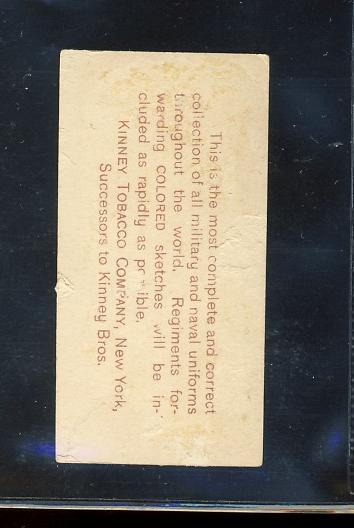 This is the most complete and correct
collection of all military and naval uniforms
throughout the world. Regiments for-
warding COLORED sketches will be in-
cluded as rapidly as possible.
KINNEY TOBACCO COMPANY, New York,
Successors to Kinney Bros.